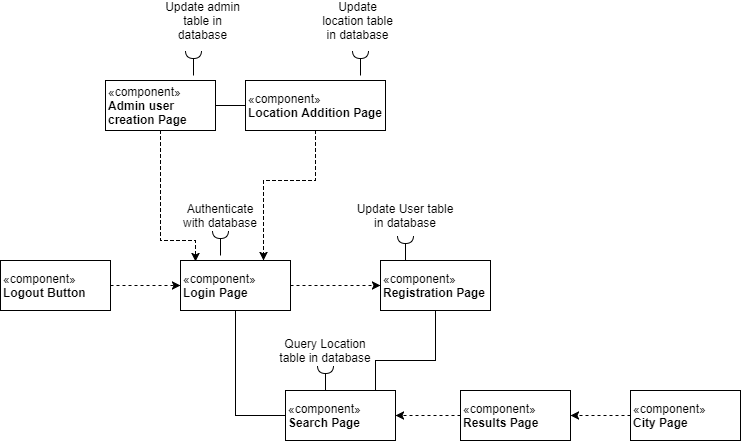 Update admin
table in
database
Update
location table
in database
«component»
Admin user
creation Page
«component»
Location Addition Page
Authenticate
with database
Update User table
in database
«component»
Logout Button
«component»
Login Page
«component»
Registration Page
Query Location
table in database
«component»
Search Page
«component»
Results Page
«component»
City Page